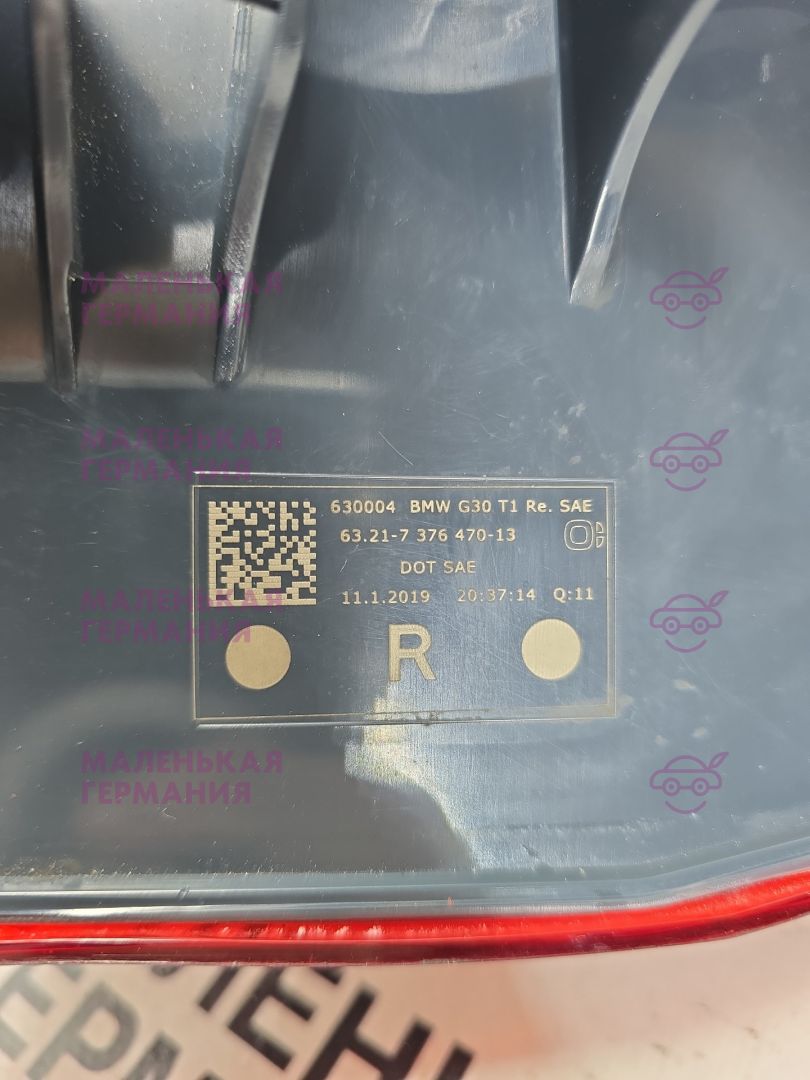 МАЛЕНЬКАЯ
ГЕРМАНИЯ
МАЛЕНЬКАЯ
ГЕРМАНИЯ
630004 BMW G30 T1 Re. SAE
63.21-7 376 470-13
DOT SAE
11.1.2019 20:37:14 Q:11
R
МАЛЕНЬКАЯ
ГЕРМАНИЯ
МАЛЕНЬКАЯ
ГЕРМАНИЯ